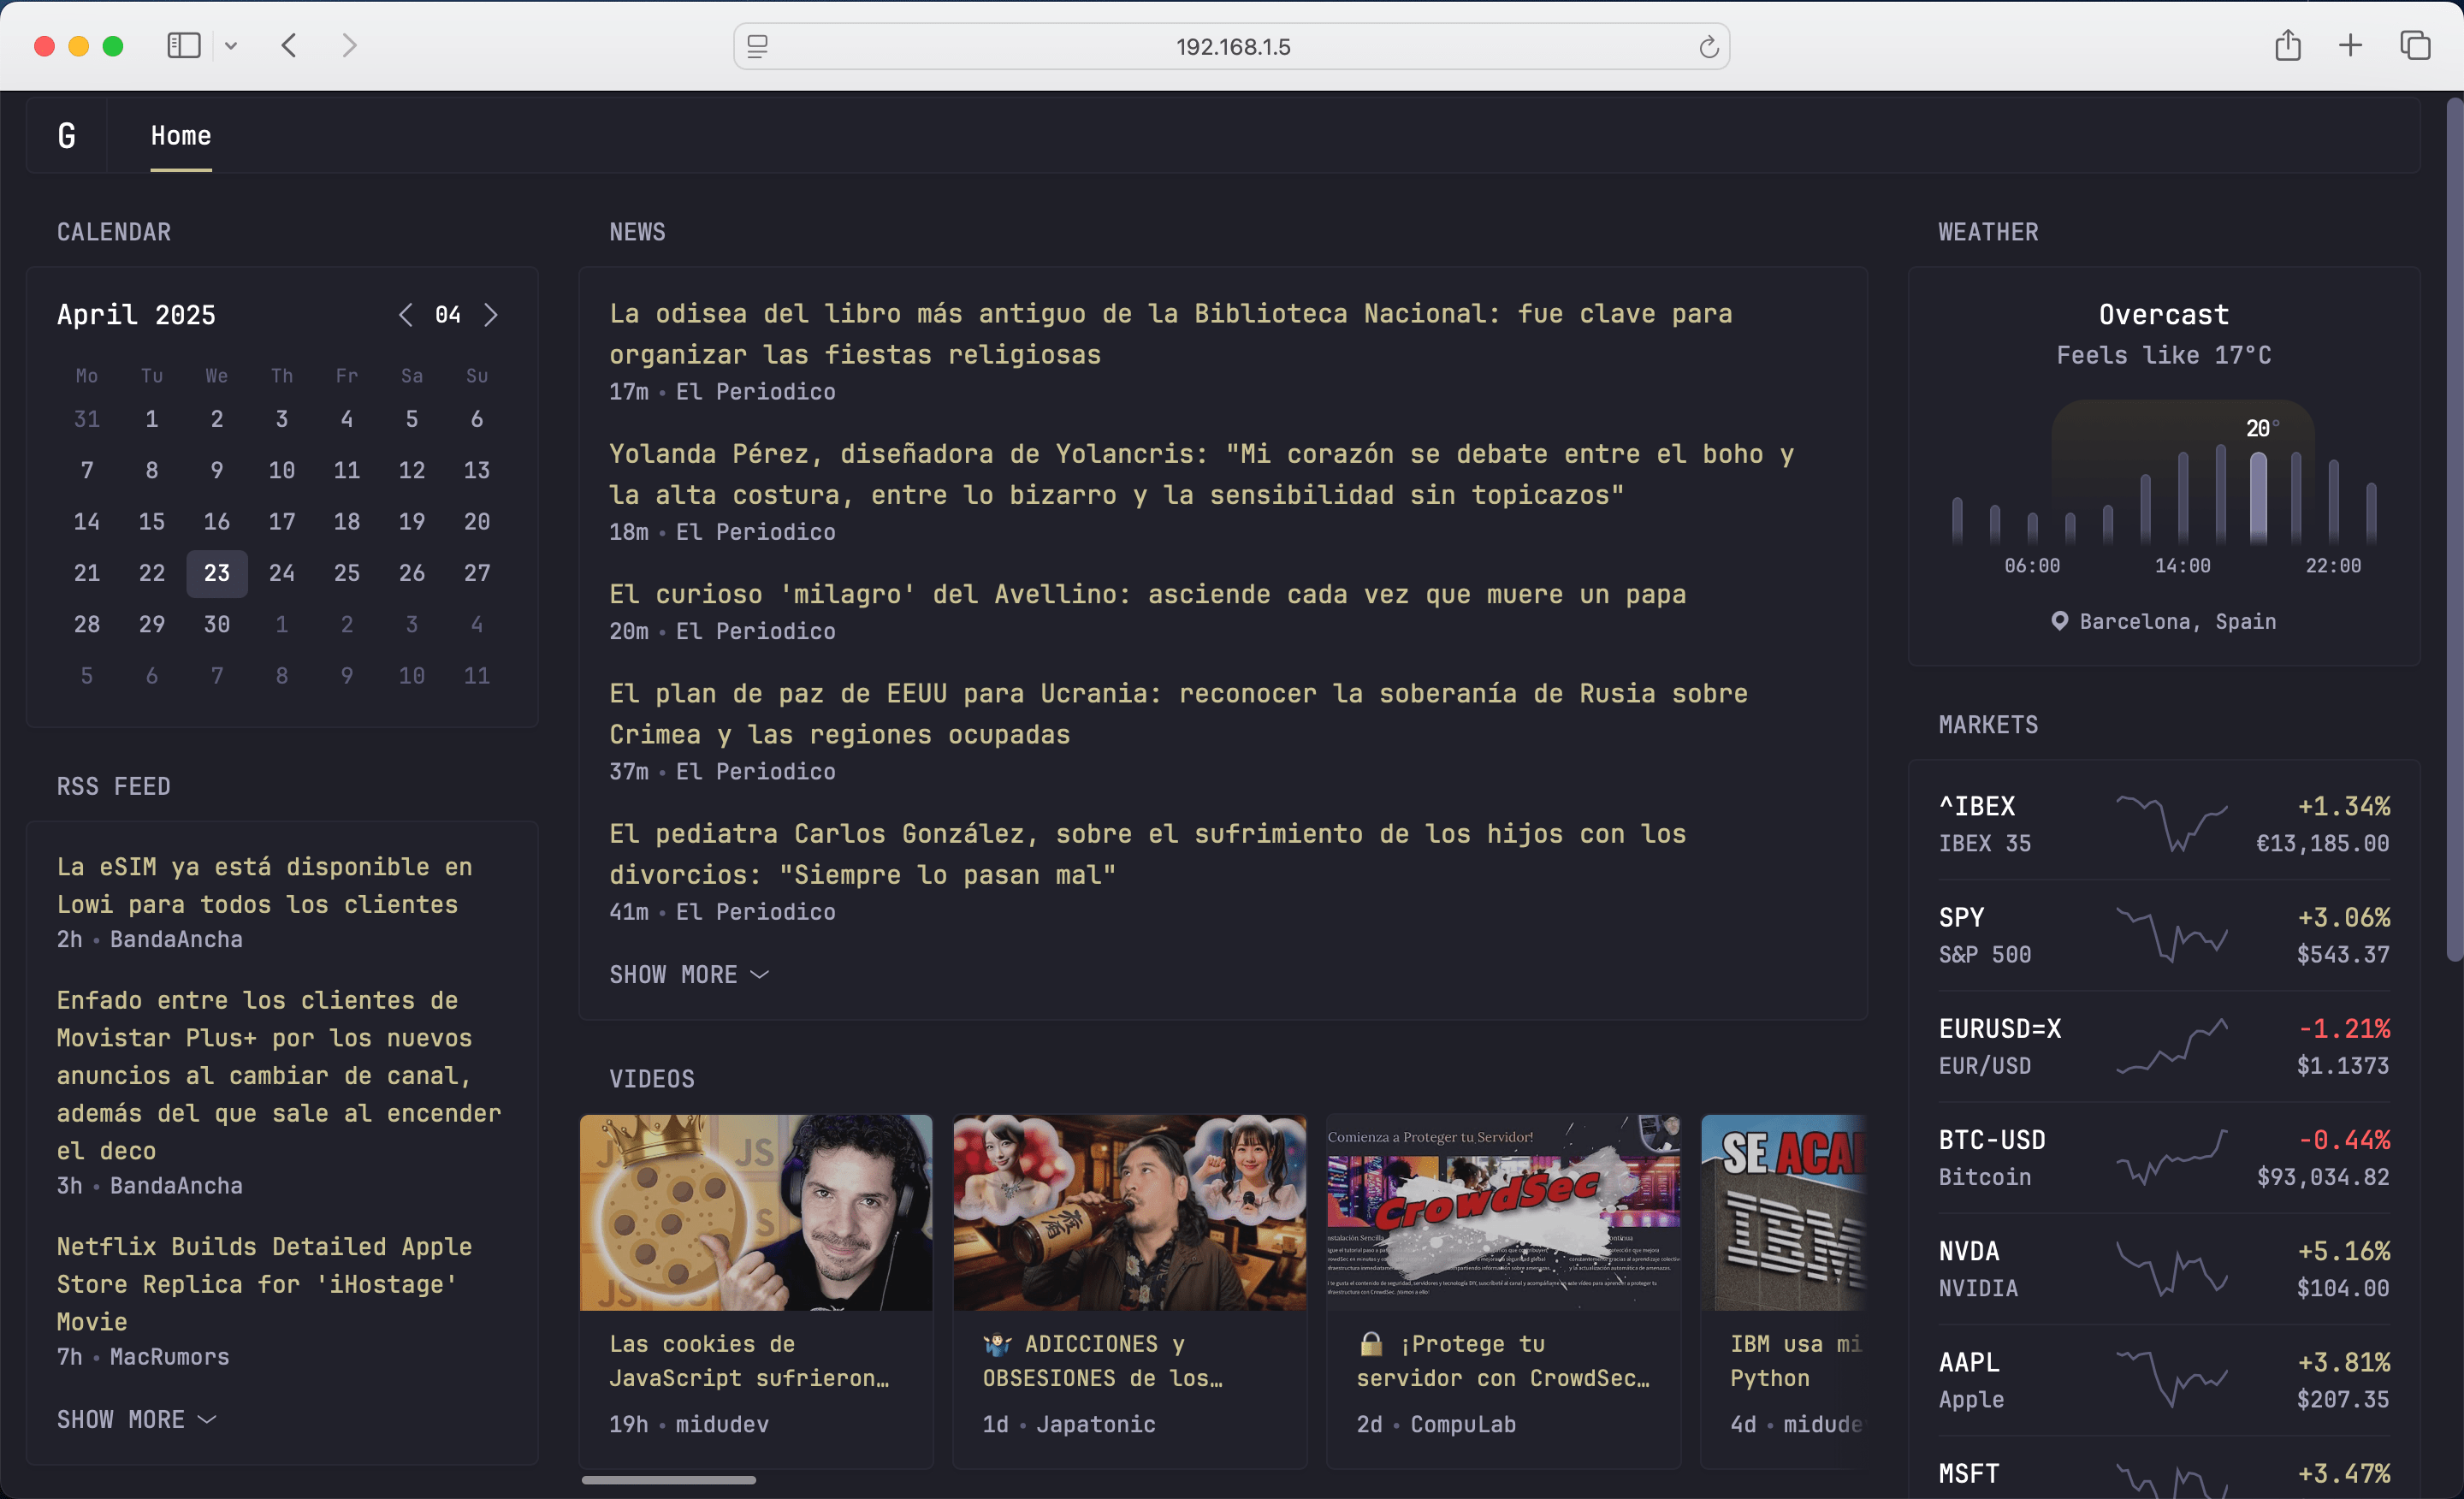 192.168.1.5
G
Home
CALENDAR
April 2025
04
Mo Tu We Th Fr Sa Su
31 1 2 3 4 5 6
7 8 9 10 11 12 13
14 15 16 17 18 19 20
21 22 23 24 25 26 27
28 29 30 1 2 3 4
5 6 7 8 9 10 11
RSS FEED
La eSIM ya está disponible en
Lowi para todos los clientes
2h • BandaAncha
Enfado entre los clientes de
Movistar Plus+ por los nuevos
anuncios al cambiar de canal,
además del que sale al encender
el deco
3h • BandaAncha
Netflix Builds Detailed Apple
Store Replica for 'iHostage'
Movie
7h • MacRumors
SHOW MORE
NEWS
La odisea del libro más antiguo de la Biblioteca Nacional: fue clave para
organizar las fiestas religiosas
17m • El Periodico
Yolanda Pérez, diseñadora de Yolancris: "Mi corazón se debate entre el boho y
la alta costura, entre lo bizarro y la sensibilidad sin topicazos"
18m • El Periodico
El curioso 'milagro' del Avellino: asciende cada vez que muere un papa
20m • El Periodico
El plan de paz de EEUU para Ucrania: reconocer la soberanía de Rusia sobre
Crimea y las regiones ocupadas
37m • El Periodico
El pediatra Carlos González, sobre el sufrimiento de los hijos con los
divorcios: "Siempre lo pasan mal"
41m • El Periodico
SHOW MORE
VIDEOS
JS
Las cookies de
JavaScript sufrieron…
19h • midudev
🤷🏻‍♂️ ADICCIONES y
OBSESIONES de los…
1d • Japatonic
Comienza a Proteger tu Servidor!
CrowdSec
🔒 ¡Protege tu
servidor con CrowdSec…
2d • CompuLab
SE ACA
IBM
IBM usa mi
Python
4d • midude
WEATHER
Overcast
Feels like 17°C
20°
06:00 14:00 22:00
Barcelona, Spain
MARKETS
^IBEX +1.34%
IBEX 35 €13,185.00
SPY +3.06%
S&P 500 $543.37
EURUSD=X -1.21%
EUR/USD $1.1373
BTC-USD -0.44%
Bitcoin $93,034.82
NVDA +5.16%
NVIDIA $104.00
AAPL +3.81%
Apple $207.35
MSFT +3.47%